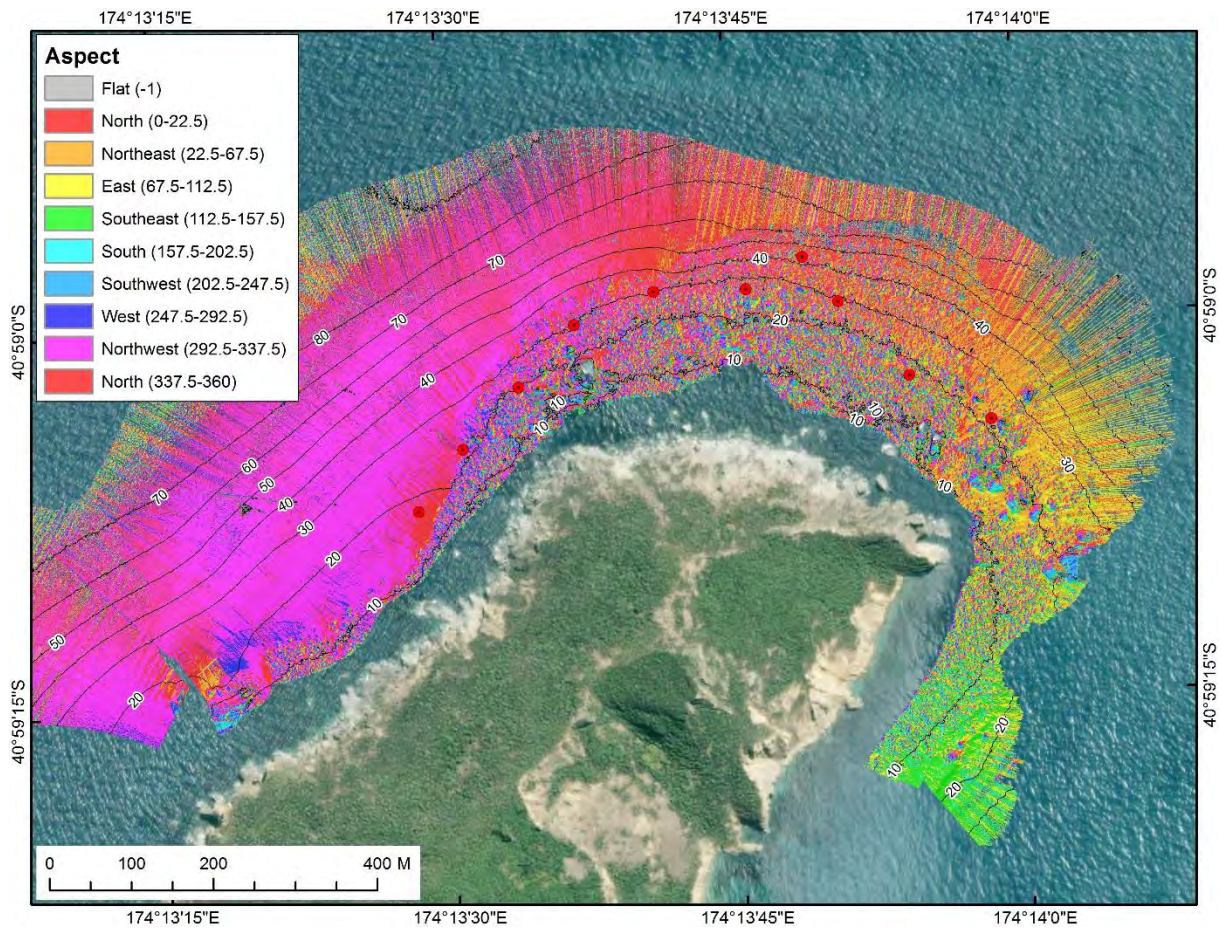 174°13'15"E 174°13'30"E 174°13'45"E 174°14'0"E
Aspect
Flat (-1)
North (0-22.5)
Northeast (22.5-67.5)
East (67.5-112.5)
Southeast (112.5-157.5)
South (157.5-202.5)
Southwest (202.5-247.5)
West (247.5-292.5)
Northwest (292.5-337.5)
North (337.5-360)
40°59'0"S
40°59'0"S
40°59'15"S
40°59'15"S
70
40
80
70
20
40
40
10
10
10
10
10
10
60
30
50
70
40
10
30
20
10
50
20
20
10
20
0 100 200 400 M
174°13'15"E 174°13'30"E 174°13'45"E 174°14'0"E